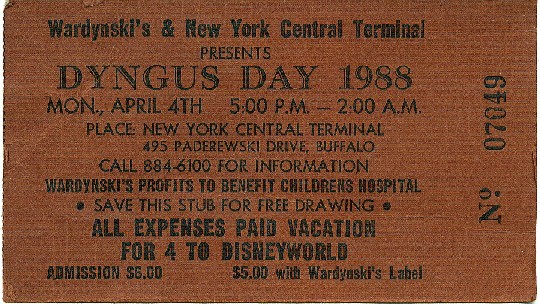 Wardynski's & New York Central Terminal
PRESENTS
DYNGUS DAY 1988
MON., APRIL 4TH 5:00 P.M. – 2:00 A.M.
PLACE: NEW YORK CENTRAL TERMINAL
495 PADEREWSKI DRIVE, BUFFALO
CALL 884-6100 FOR INFORMATION
WARDYNSKI'S PROFITS TO BENEFIT CHILDRENS HOSPITAL
• SAVE THIS STUB FOR FREE DRAWING •
ALL EXPENSES PAID VACATION
FOR 4 TO DISNEYWORLD
ADMISSION $6.00 $5.00 with Wardynski's Label
Nº 07049